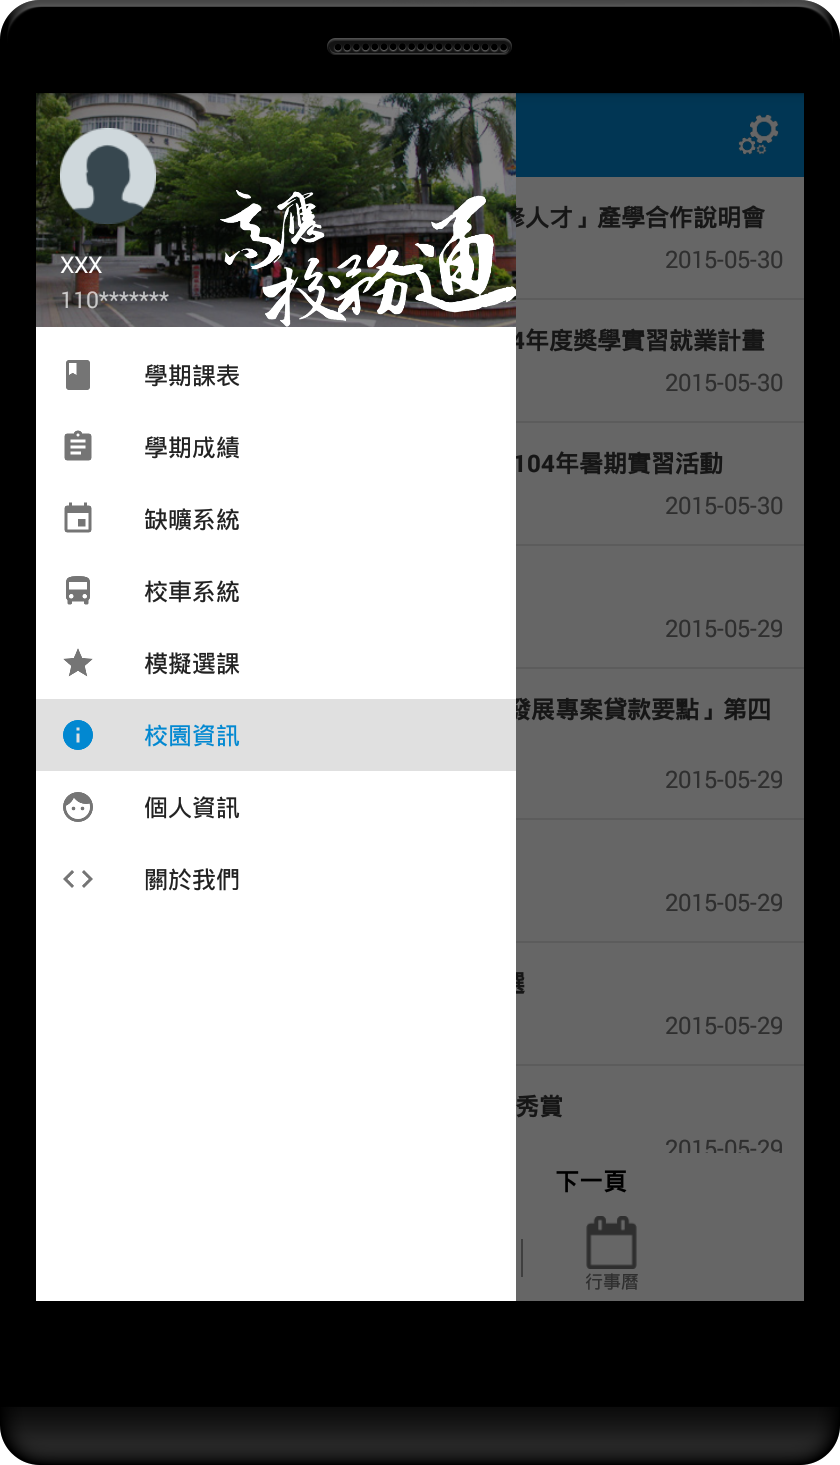 高應
校務通
XXX
110*******
學期課表
學期成績
缺曠系統
校車系統
模擬選課
校園資訊
個人資訊
關於我們
修人才」產學合作說明會
2015-05-30
4年度獎學實習就業計畫
2015-05-30
104年暑期實習活動
2015-05-30
2015-05-29
發展專案貸款要點」第四
2015-05-29
2015-05-29
選
2015-05-29
秀賞
2015-05-29
下一頁
行事曆